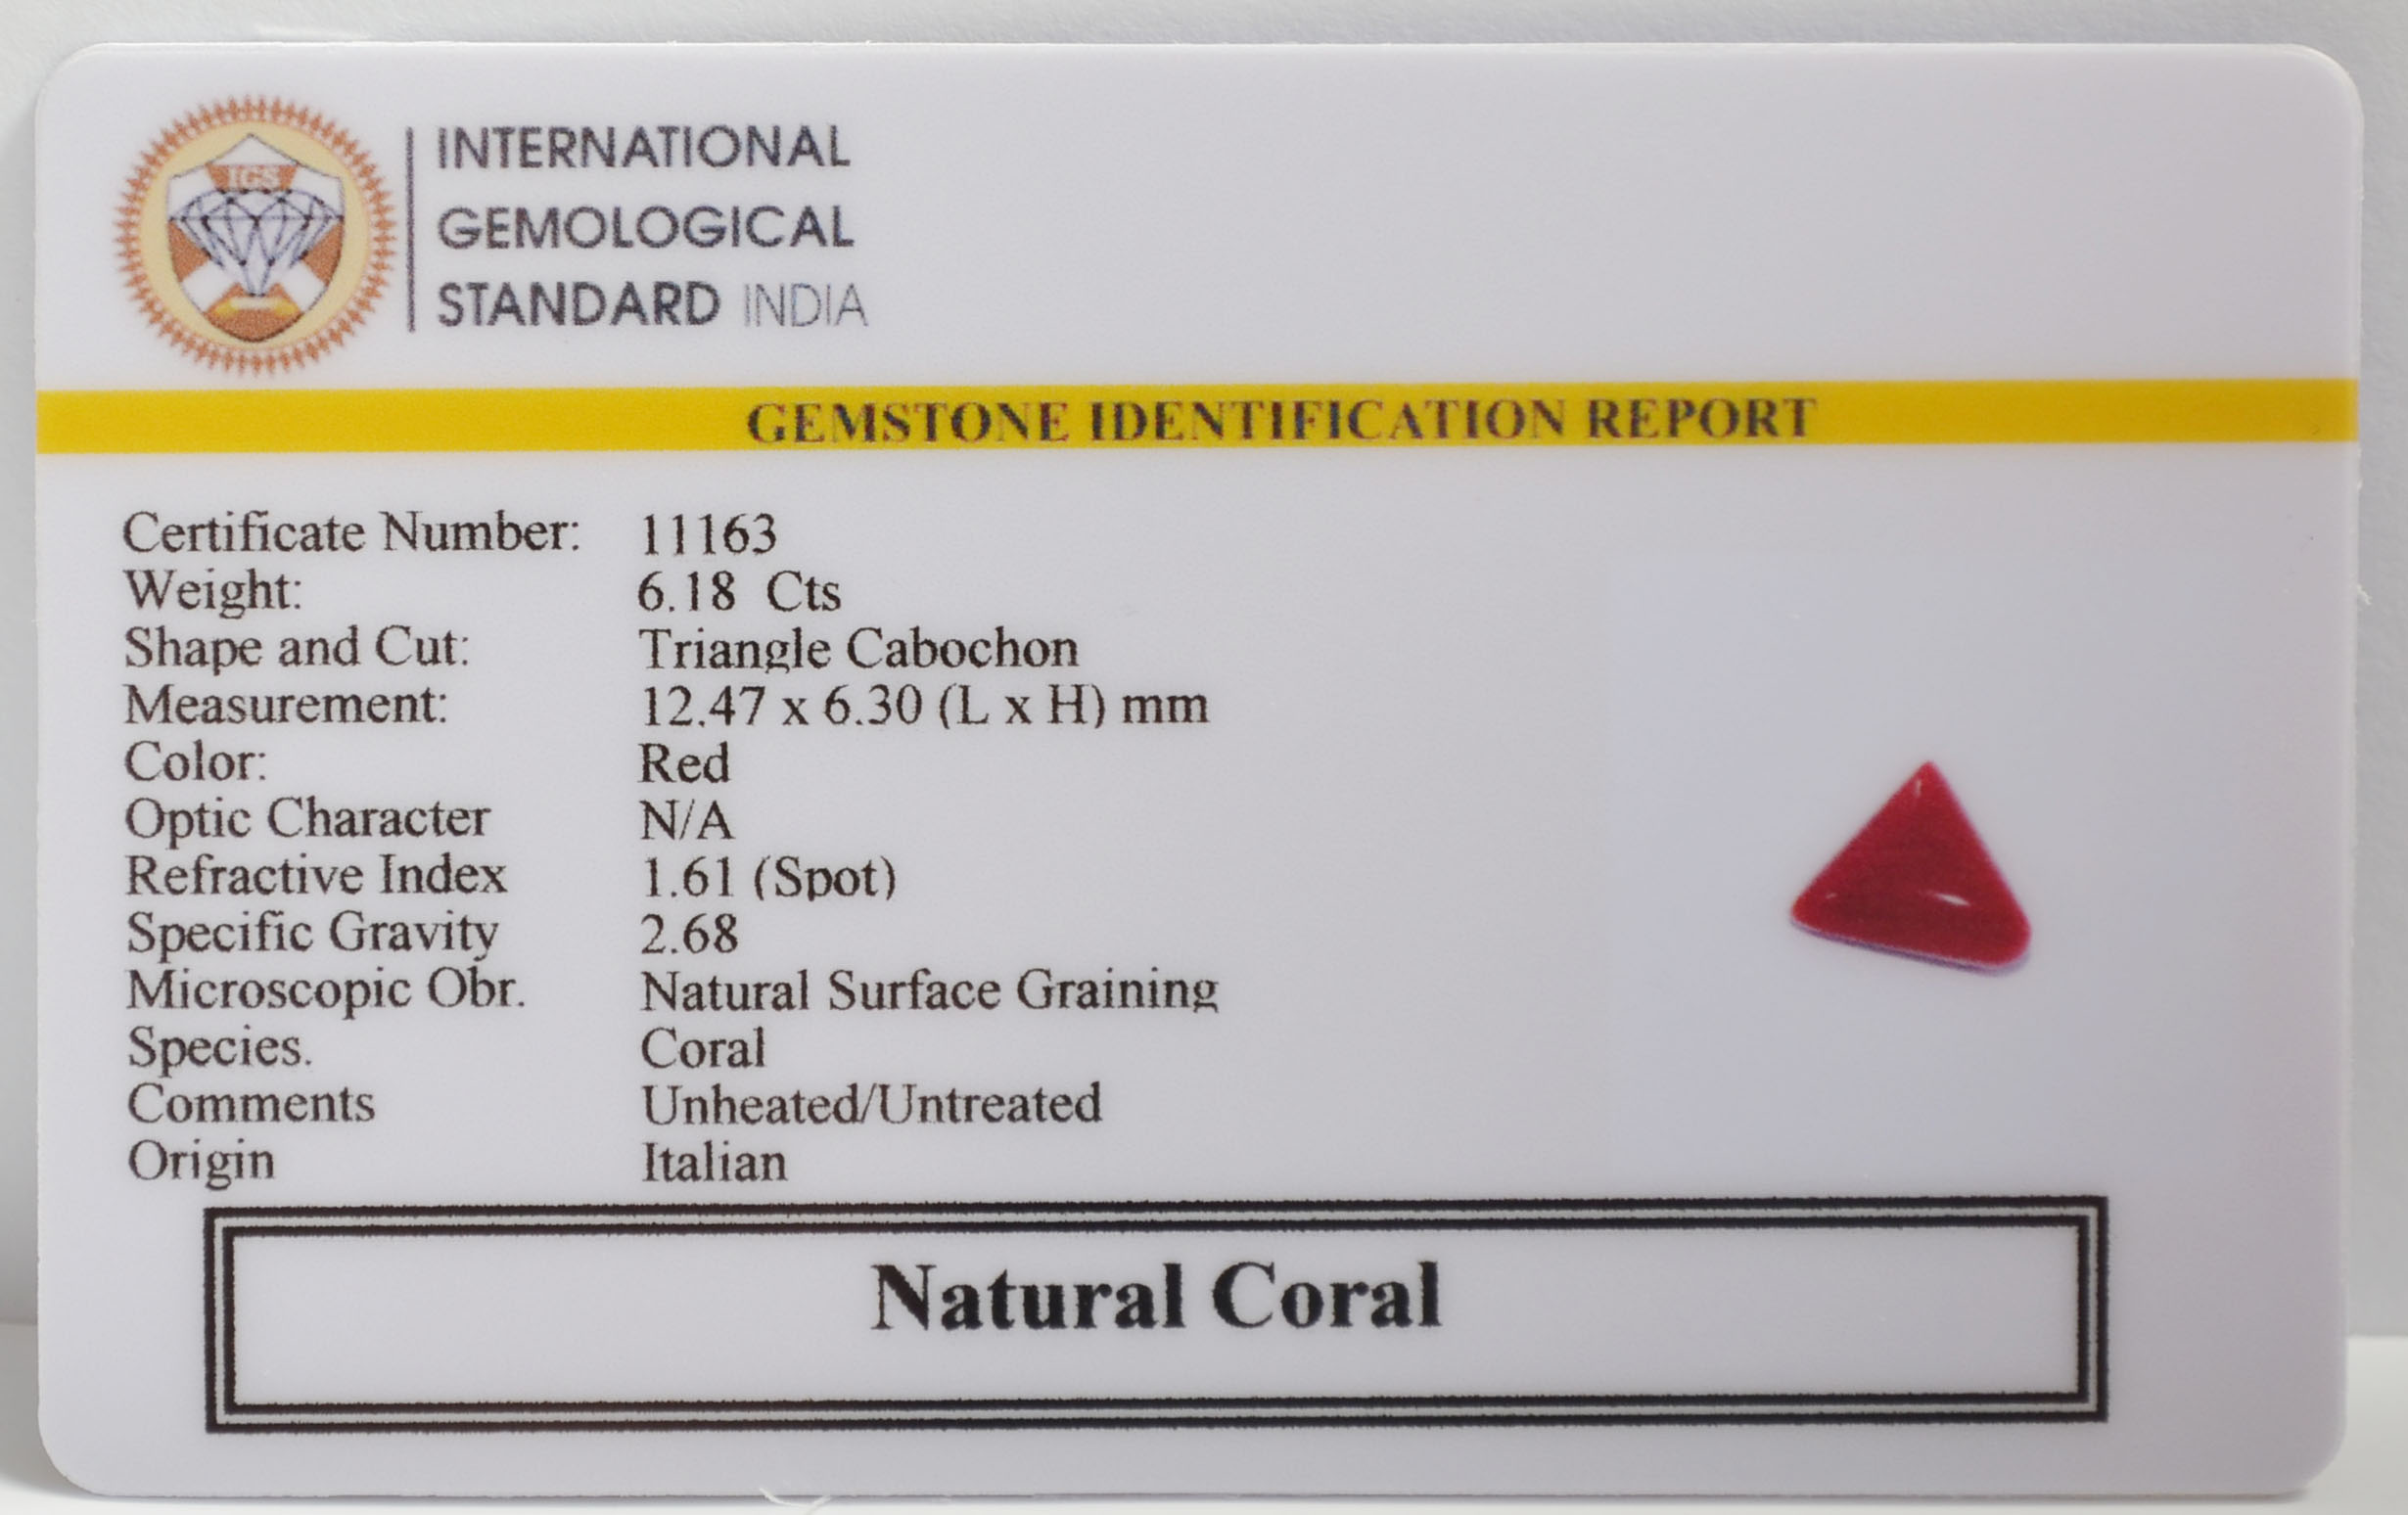 IGS
INTERNATIONAL
GEMOLOGICAL
STANDARD INDIA
GEMSTONE IDENTIFICATION REPORT
Certificate Number: 11163
Weight: 6.18 Cts
Shape and Cut: Triangle Cabochon
Measurement: 12.47 x 6.30 (L x H) mm
Color: Red
Optic Character N/A
Refractive Index 1.61 (Spot)
Specific Gravity 2.68
Microscopic Obr. Natural Surface Graining
Species. Coral
Comments Unheated/Untreated
Origin Italian
Natural Coral